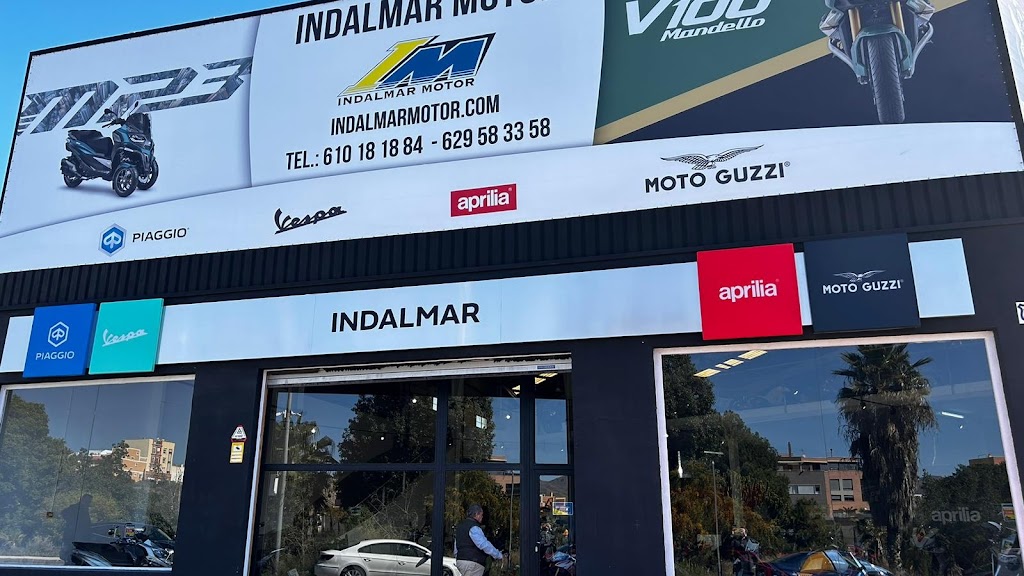 INDALMAR MOTOR
V100
Mandello
MP3
IM
INDALMAR MOTOR
INDALMARMOTOR.COM
TEL.: 610 18 18 84 - 629 58 33 58
PIAGGIO
Vespa
aprilia
MOTO GUZZI®
PIAGGIO
Vespa
INDALMAR
aprilia
MOTO GUZZI
aprilia